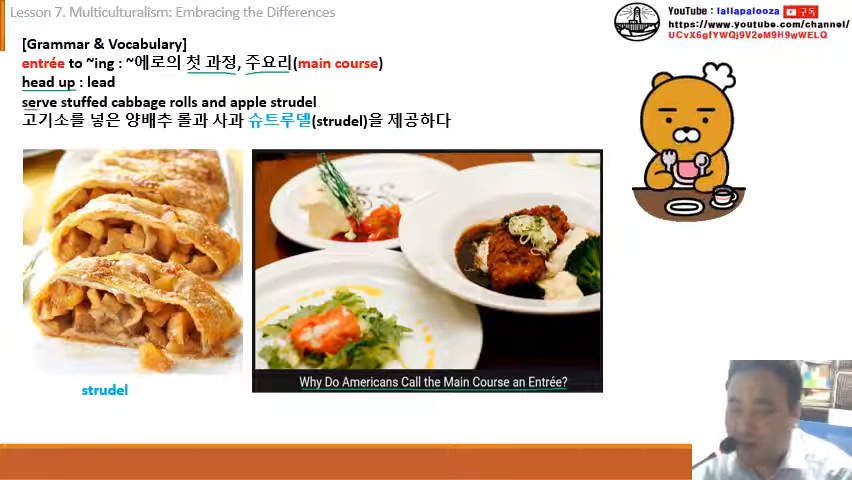 Lesson 7. Multiculturalism: Embracing the Differences
YouTube : lallapalooza 구독
https://www.youtube.com/channel/
UCvX6gfYWQj9V2eM9H9wWELQ
[Grammar & Vocabulary]
entrée to ~ing : ~에로의 첫 과정, 주요리(main course)
head up : lead
serve stuffed cabbage rolls and apple strudel
고기소를 넣은 양배추 롤과 사과 슈트루델(strudel)을 제공하다
strudel
Why Do Americans Call the Main Course an Entrée?